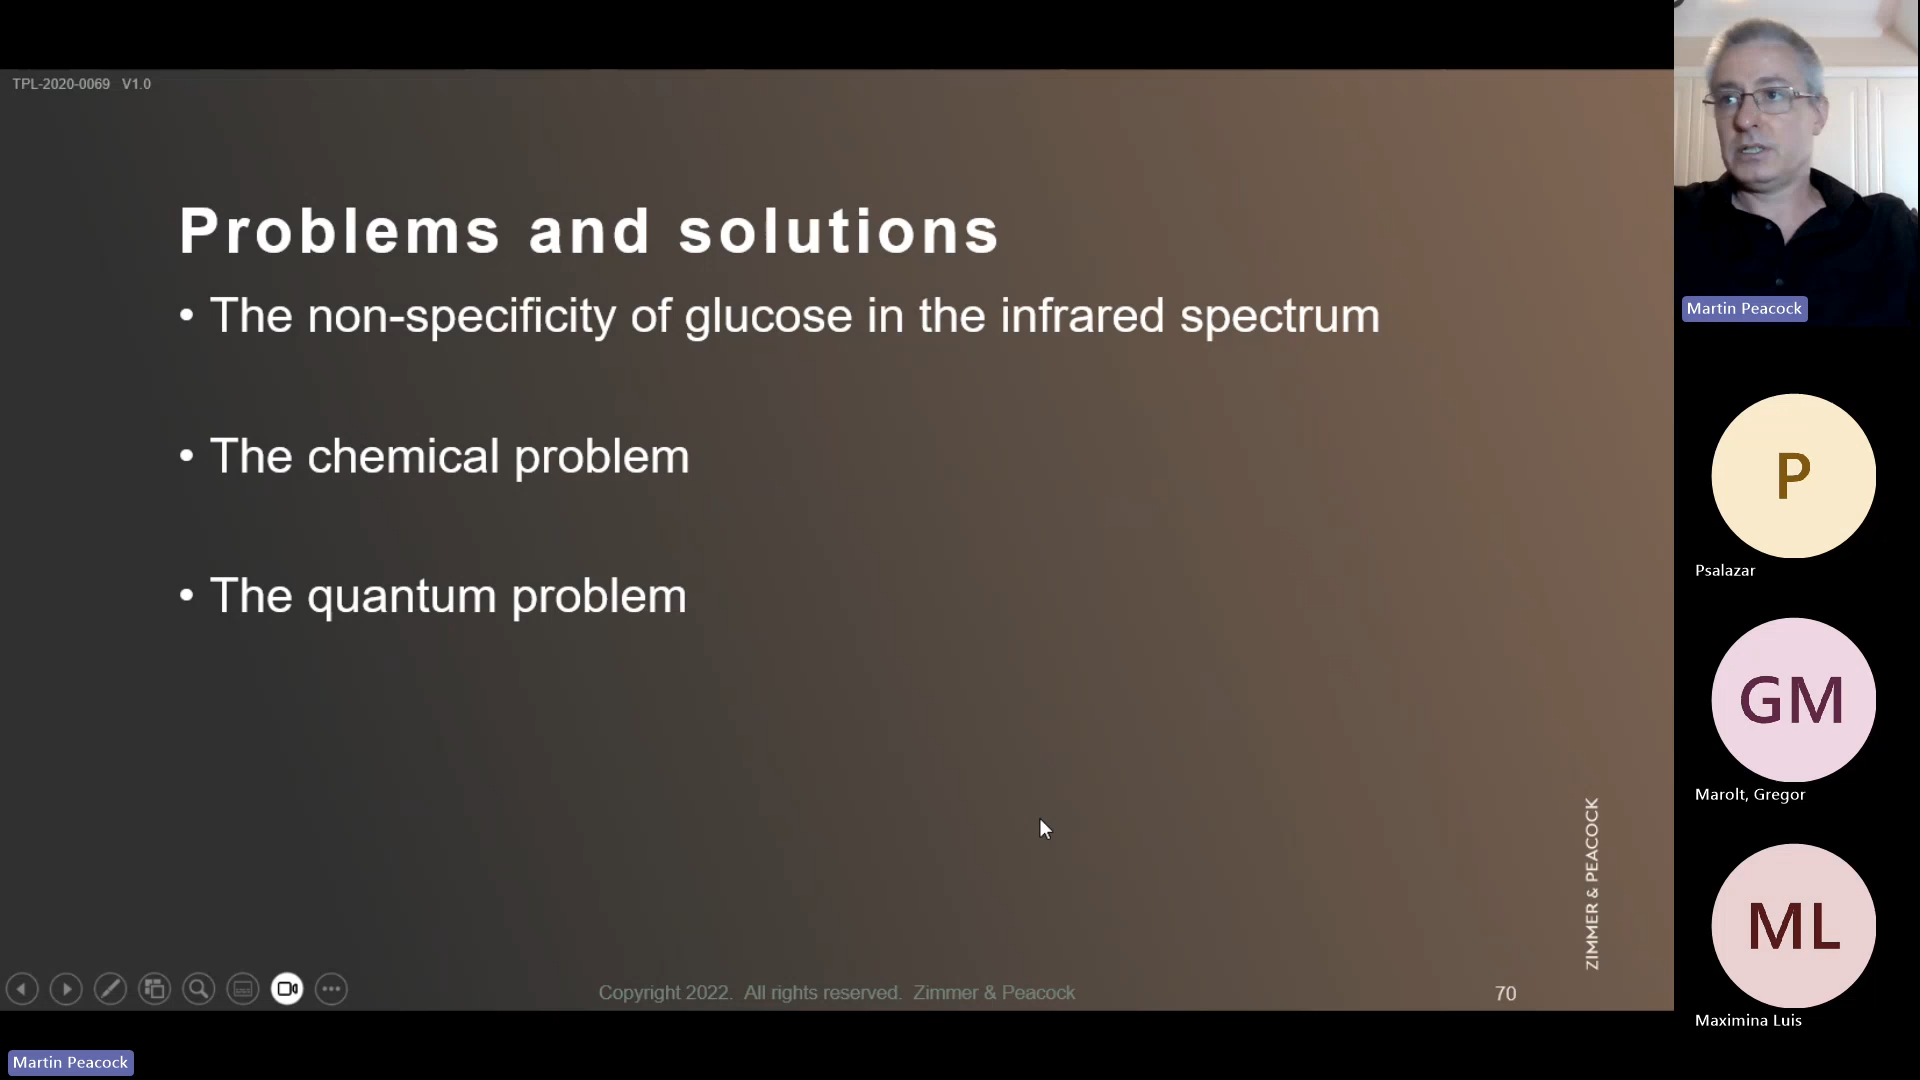 TPL-2020-0069 V1.0
Problems and solutions
• The non-specificity of glucose in the infrared spectrum
• The chemical problem
• The quantum problem
ZIMMER & PEACOCK
Copyright 2022. All rights reserved. Zimmer & Peacock
70
Martin Peacock
Martin Peacock
P
Psalazar
GM
Marolt, Gregor
ML
Maximina Luis